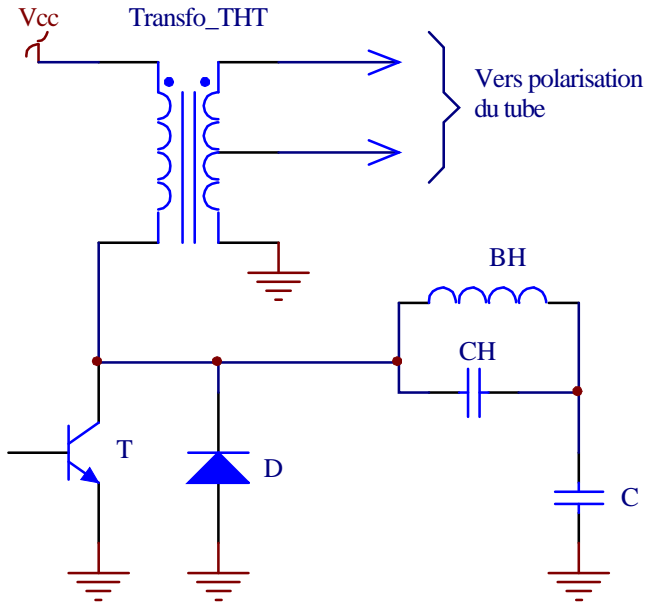 Vcc
Transfo_THT
Vers polarisation
du tube
BH
CH
T
D
C